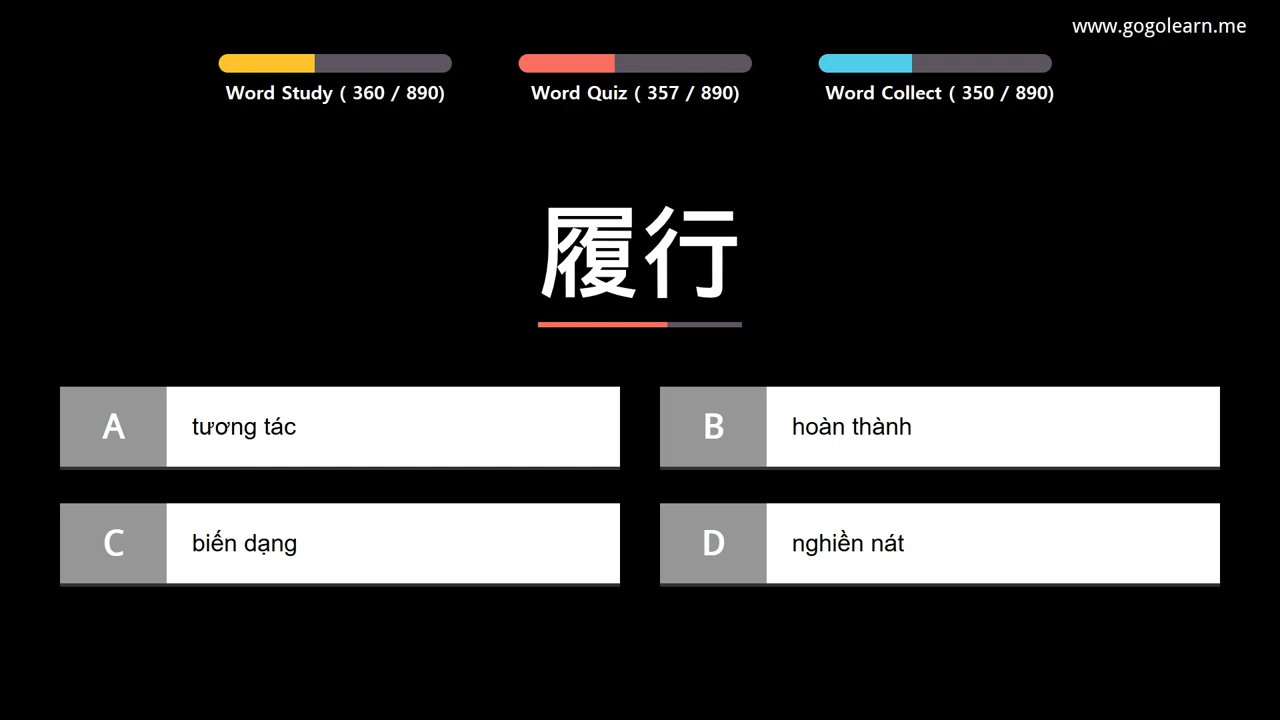 www.gogolearn.me
Word Study ( 360 / 890)
Word Quiz ( 357 / 890)
Word Collect ( 350 / 890)
履行
A tương tác
B hoàn thành
C biến dạng
D nghiền nát